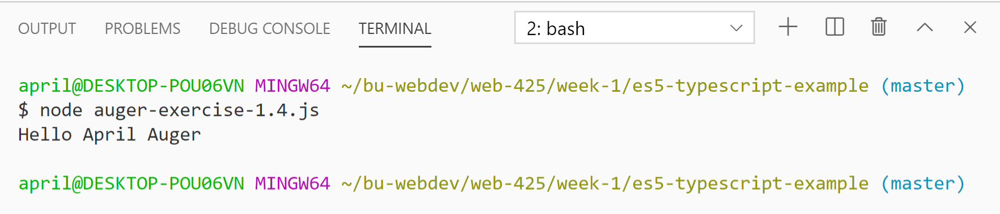 OUTPUT PROBLEMS DEBUG CONSOLE TERMINAL 2: bash
april@DESKTOP-POU06VN MINGW64 ~/bu-webdev/web-425/week-1/es5-typescript-example (master)
$ node auger-exercise-1.4.js
Hello April Auger
april@DESKTOP-POU06VN MINGW64 ~/bu-webdev/web-425/week-1/es5-typescript-example (master)